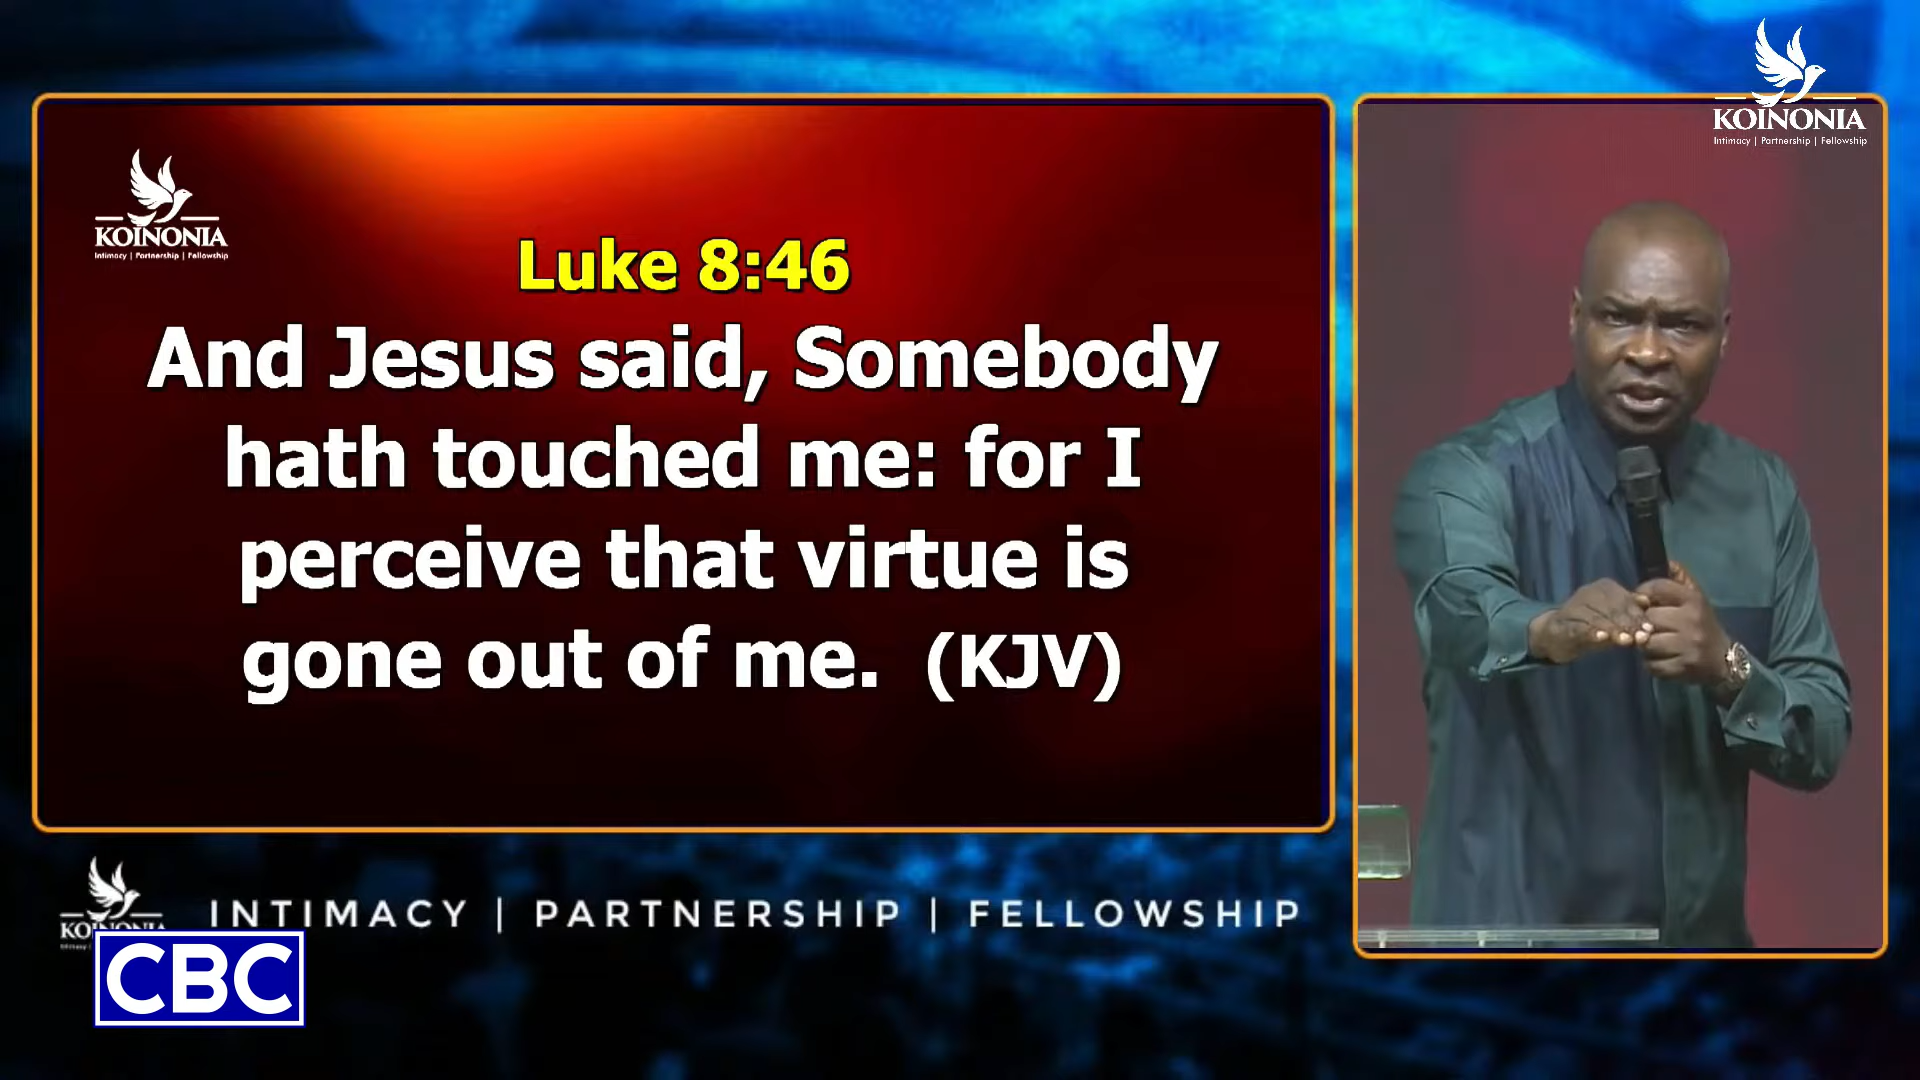 KOINONIA
Intimacy | Partnership | Fellowship
KOINONIA
Intimacy | Partnership | Fellowship
Luke 8:46
And Jesus said, Somebody
hath touched me: for I
perceive that virtue is
gone out of me. (KJV)
KOINONIA
INTIMACY | PARTNERSHIP | FELLOWSHIP
CBC